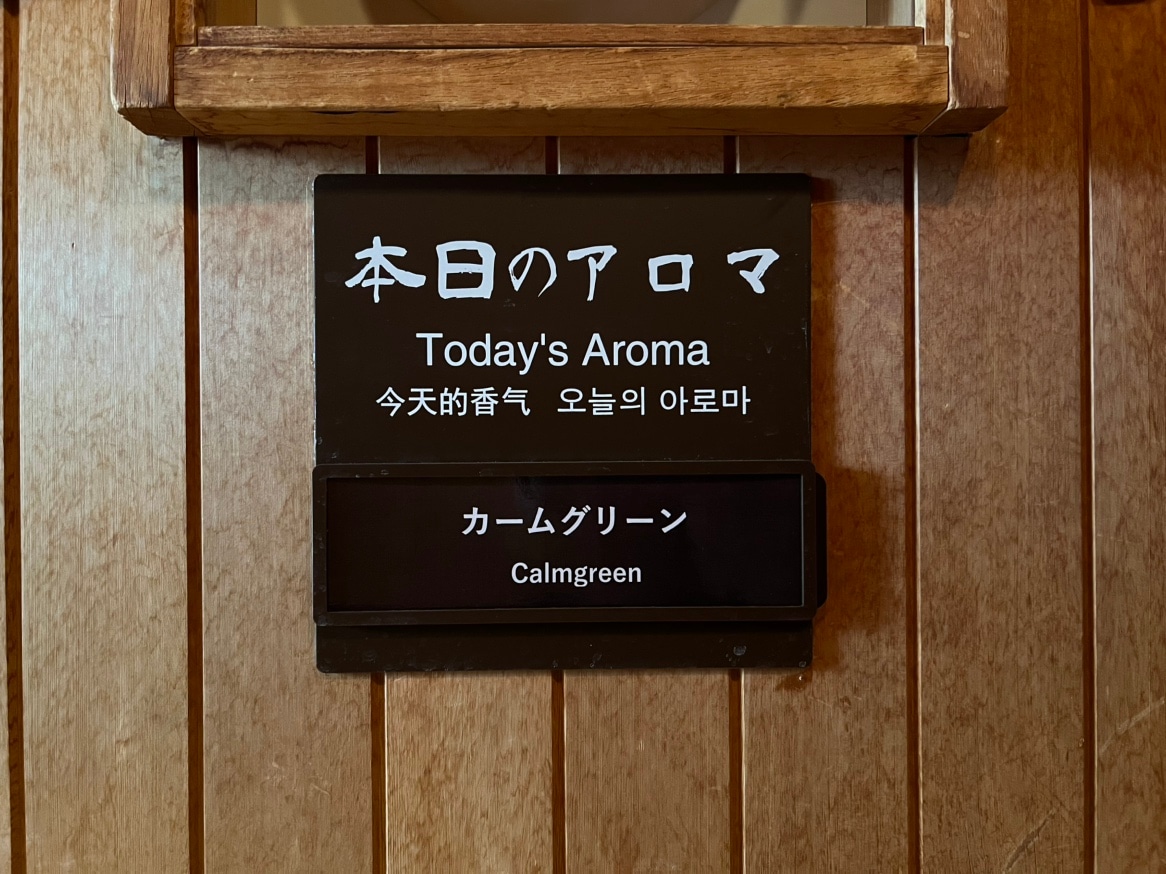 本日のアロマ
Today's Aroma
今天的香气 오늘의 아로마
カームグリーン
Calmgreen